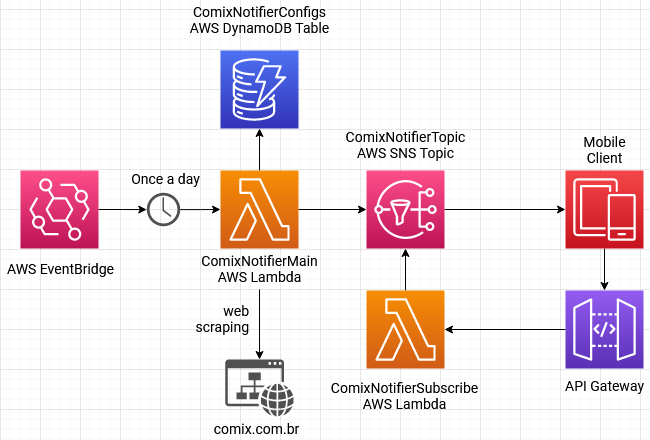 ComixNotifierConfigs
AWS DynamoDB Table
ComixNotifierTopic
AWS SNS Topic
Mobile
Client
Once a day
AWS EventBridge
ComixNotifierMain
AWS Lambda
web
scraping
</>
ComixNotifierSubscribe
AWS Lambda
API Gateway
comix.com.br